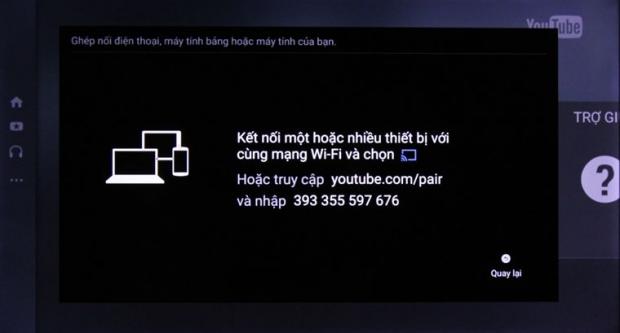 YouTube
Ghép nối điện thoại, máy tính bảng hoặc máy tính của bạn.
TRỢ GI
Kết nối một hoặc nhiều thiết bị với
cùng mạng Wi-Fi và chọn
Hoặc truy cập youtube.com/pair
và nhập 393 355 597 676
Quay lại